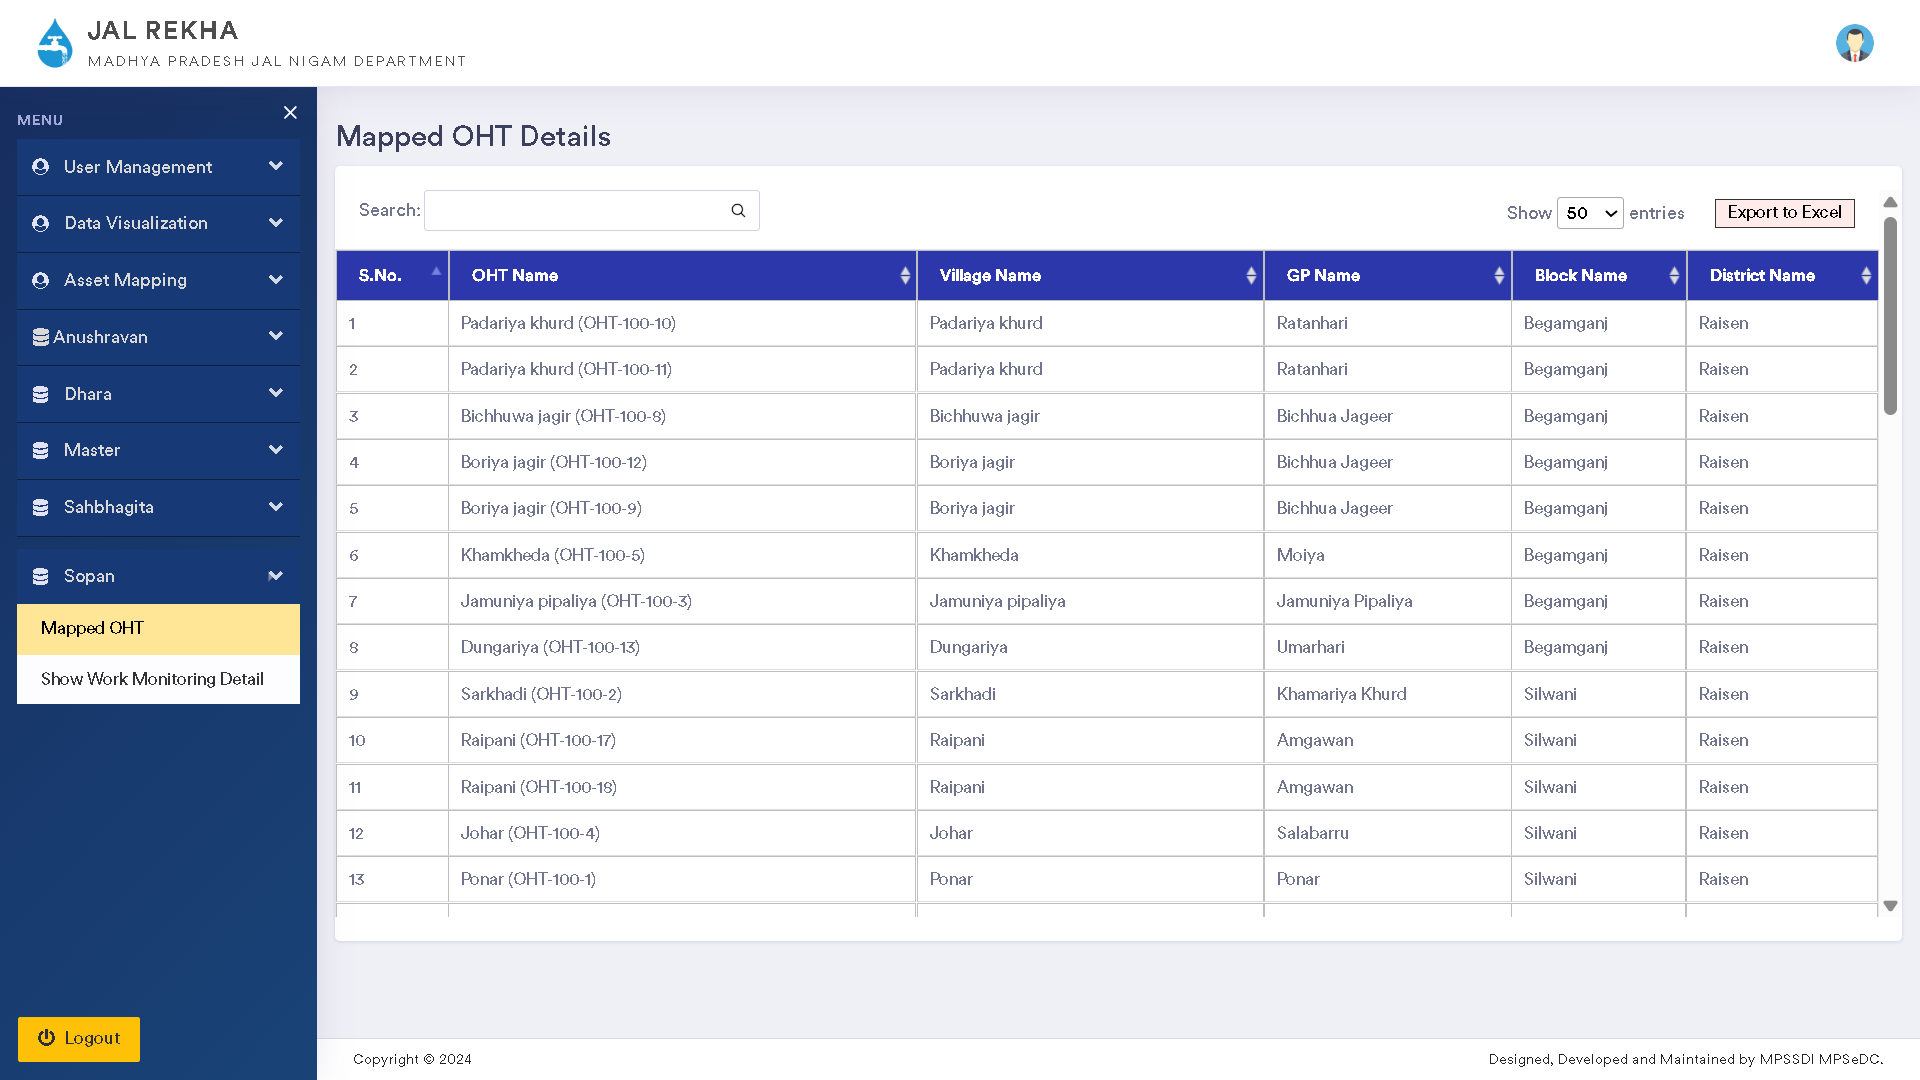 JAL REKHA
MADHYA PRADESH JAL NIGAM DEPARTMENT
MENU
User Management
Data Visualization
Asset Mapping
Anushravan
Dhara
Master
Sahbhagita
Sopan
Mapped OHT
Show Work Monitoring Detail
Logout
Mapped OHT Details
Search: Show 50 entries Export to Excel
S.No. OHT Name Village Name GP Name Block Name District Name
1 Padariya khurd (OHT-100-10) Padariya khurd Ratanhari Begamganj Raisen
2 Padariya khurd (OHT-100-11) Padariya khurd Ratanhari Begamganj Raisen
3 Bichhuwa jagir (OHT-100-8) Bichhuwa jagir Bichhua Jageer Begamganj Raisen
4 Boriya jagir (OHT-100-12) Boriya jagir Bichhua Jageer Begamganj Raisen
5 Boriya jagir (OHT-100-9) Boriya jagir Bichhua Jageer Begamganj Raisen
6 Khamkheda (OHT-100-5) Khamkheda Moiya Begamganj Raisen
7 Jamuniya pipaliya (OHT-100-3) Jamuniya pipaliya Jamuniya Pipaliya Begamganj Raisen
8 Dungariya (OHT-100-13) Dungariya Umarhari Begamganj Raisen
9 Sarkhadi (OHT-100-2) Sarkhadi Khamariya Khurd Silwani Raisen
10 Raipani (OHT-100-17) Raipani Amgawan Silwani Raisen
11 Raipani (OHT-100-18) Raipani Amgawan Silwani Raisen
12 Johar (OHT-100-4) Johar Salabarru Silwani Raisen
13 Ponar (OHT-100-1) Ponar Ponar Silwani Raisen
Copyright © 2024
Designed, Developed and Maintained by MPSSDI MPSeDC.